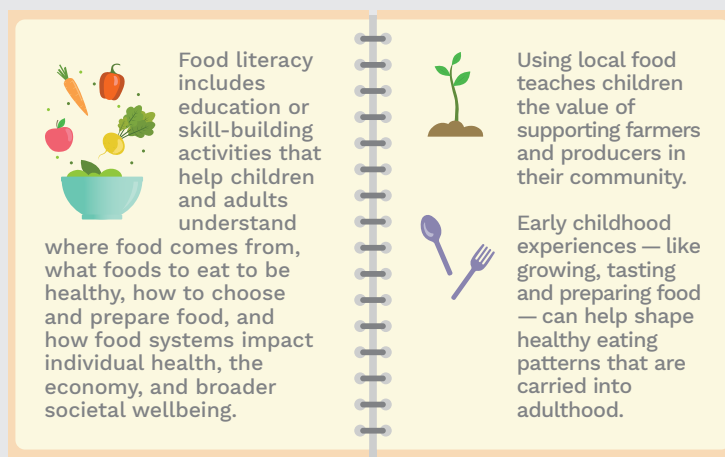 Food literacy
includes
education or
skill-building
activities that
help children
and adults
understand
where food comes from,
what foods to eat to be
healthy, how to choose
and prepare food, and
how food systems impact
individual health, the
economy, and broader
societal wellbeing.
Using local food
teaches children
the value of
supporting farmers
and producers in
their community.
Early childhood
experiences — like
growing, tasting
and preparing food
— can help shape
healthy eating
patterns that are
carried into
adulthood.